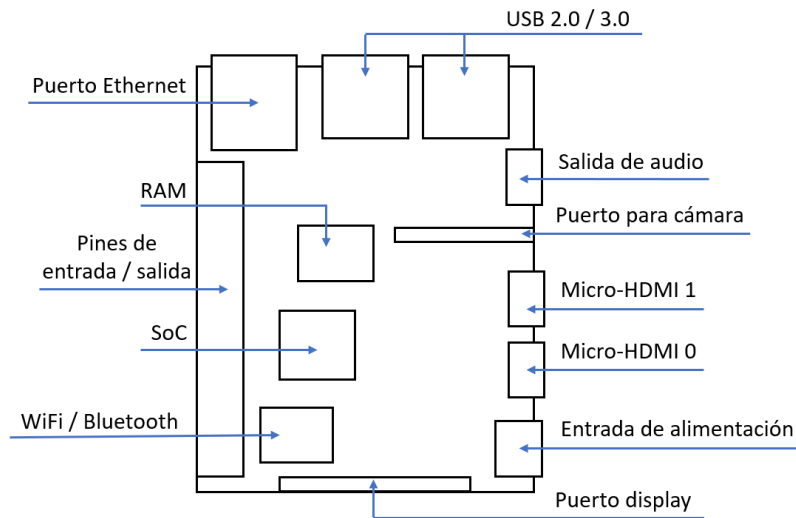 USB 2.0 / 3.0
Puerto Ethernet
Salida de audio
RAM
Puerto para cámara
Pines de
entrada / salida
Micro-HDMI 1
SoC
Micro-HDMI 0
WiFi / Bluetooth
Entrada de alimentación
Puerto display